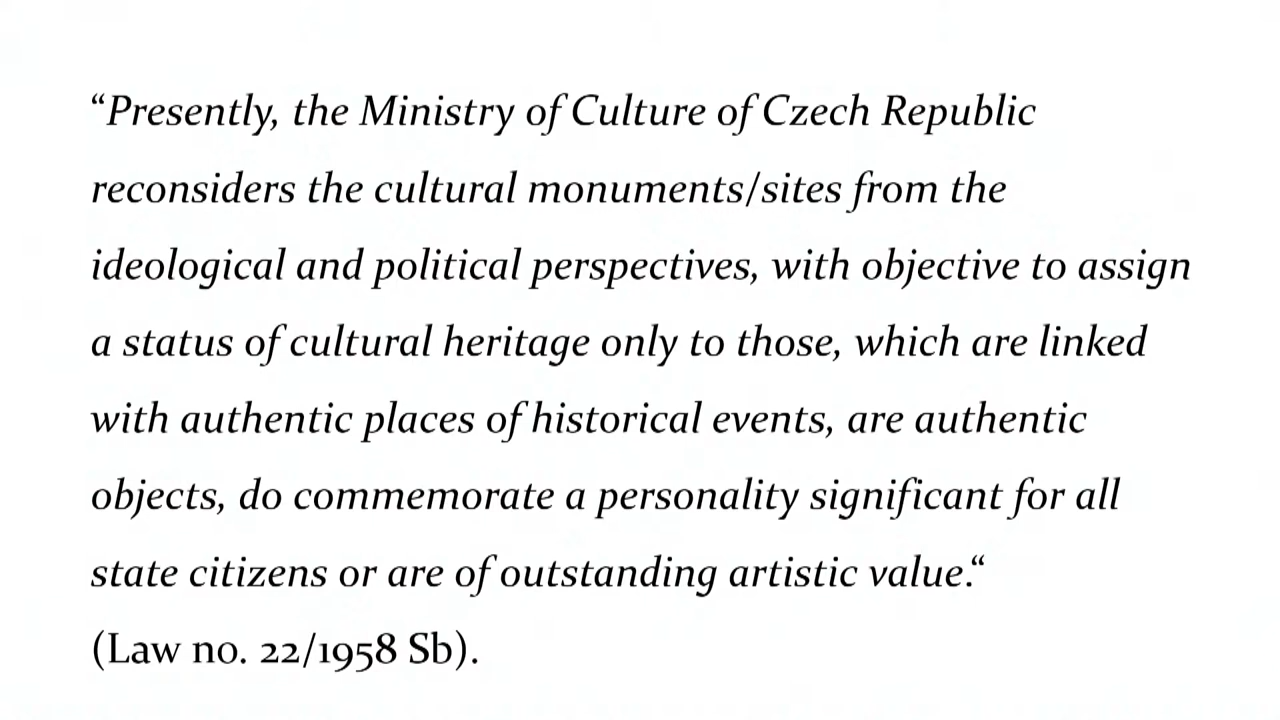 “Presently, the Ministry of Culture of Czech Republic
reconsiders the cultural monuments/sites from the
ideological and political perspectives, with objective to assign
a status of cultural heritage only to those, which are linked
with authentic places of historical events, are authentic
objects, do commemorate a personality significant for all
state citizens or are of outstanding artistic value.“
(Law no. 22/1958 Sb).